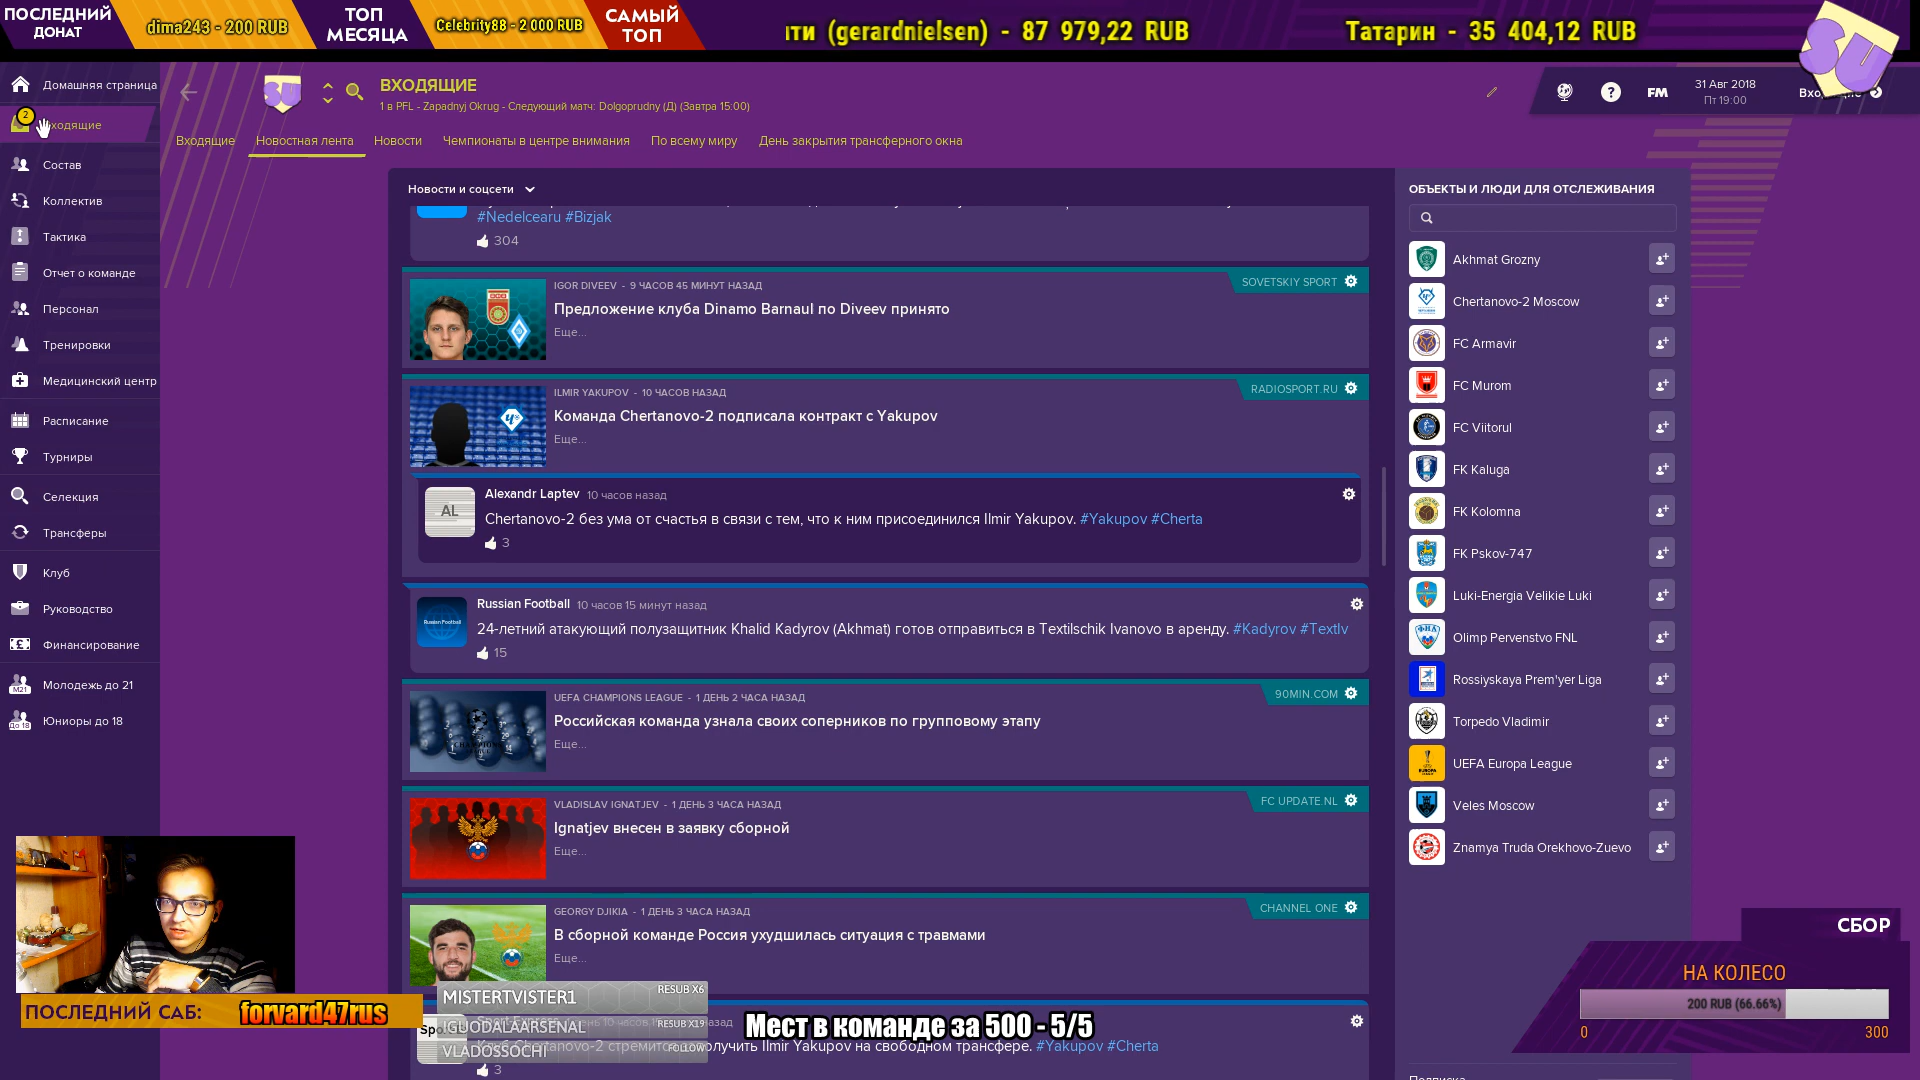 ПОСЛЕДНИЙ
ДОНАТ
dima243 - 200 RUB
ТОП
МЕСЯЦА
Celebrity88 - 2 000 RUB
САМЫЙ
ТОП
(gerardnielsen) - 87 979,22 RUB
Татарин - 35 404,12 RUB
SU
Домашняя страница
2
Состав
Коллектив
Тактика
Отчет о команде
Персонал
Тренировки
Медицинский центр
Расписание
Турниры
Селекция
Трансферы
Клуб
Руководство
Финансирование
Молодежь до 21
Юниоры до 18
ВХОДЯЩИЕ
1 в PFL - Zapadnyj Okrug - Следующий матч: Dolgoprudny (Д) (Завтра 15:00)
FM
31 Авг 2018
Пт 19:00
Входящие
Новостная лента
Новости
Чемпионаты в центре внимания
По всему миру
День закрытия трансферного окна
Новости и соцсети
#Nedelcearu #Bizjak
304
IGOR DIVEEV - 9 ЧАСОВ 45 МИНУТ НАЗАД
SOVETSKIY SPORT
Предложение клуба Dinamo Barnaul по Diveev принято
Еще...
ILMIR YAKUPOV - 10 ЧАСОВ НАЗАД
RADIOSPORT.RU
Команда Chertanovo-2 подписала контракт с Yakupov
Еще...
AL
Alexandr Laptev 10 часов назад
Chertanovo-2 без ума от счастья в связи с тем, что к ним присоединился Ilmir Yakupov. #Yakupov #Cherta
3
Russian Football
Russian Football 10 часов 15 минут назад
24-летний атакующий полузащитник Khalid Kadyrov (Akhmat) готов отправиться в Textilschik Ivanovo в аренду. #Kadyrov #TextIv
15
UEFA CHAMPIONS LEAGUE - 1 ДЕНЬ 2 ЧАСА НАЗАД
90MIN.COM
Российская команда узнала своих соперников по групповому этапу
Еще...
VLADISLAV IGNATJEV - 1 ДЕНЬ 3 ЧАСА НАЗАД
FC UPDATE.NL
Ignatjev внесен в заявку сборной
Еще...
GEORGY DJIKIA - 1 ДЕНЬ 3 ЧАСА НАЗАД
CHANNEL ONE
В сборной команде Россия ухудшилась ситуация с травмами
Еще...
получить Ilmir Yakupov на свободном трансфере. #Yakupov #Cherta
3
ОБЪЕКТЫ И ЛЮДИ ДЛЯ ОТСЛЕЖИВАНИЯ
Akhmat Grozny
Chertanovo-2 Moscow
FC Armavir
FC Murom
FC Viitorul
FK Kaluga
FK Kolomna
FK Pskov-747
Luki-Energia Velikie Luki
Olimp Pervenstvo FNL
Rossiyskaya Prem'yer Liga
Torpedo Vladimir
UEFA Europa League
Veles Moscow
Znamya Truda Orekhovo-Zuevo
ПОСЛЕДНИЙ САБ: forvard47rus
MISTERTVISTER1 RESUB X6
IGUODALAARSENAL RESUB X19
VLADOSSOCHI FOLLOW
Мест в команде за 500 - 5/5
СБОР
НА КОЛЕСО
200 RUB (66.66%)
0
300